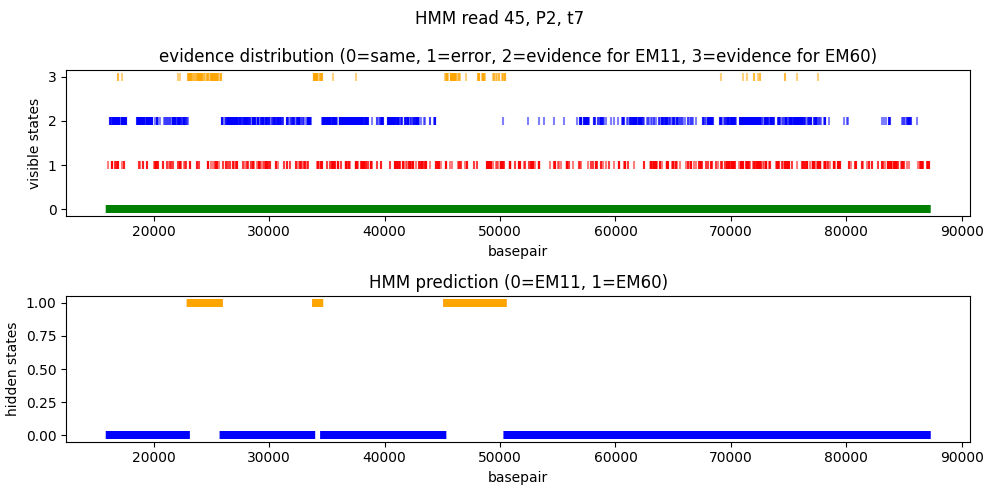 HMM read 45, P2, t7
evidence distribution (0=same, 1=error, 2=evidence for EM11, 3=evidence for EM60)
visible states
3
2
1
0
20000 30000 40000 50000 60000 70000 80000 90000
basepair
HMM prediction (0=EM11, 1=EM60)
hidden states
1.00
0.75
0.50
0.25
0.00
20000 30000 40000 50000 60000 70000 80000 90000
basepair